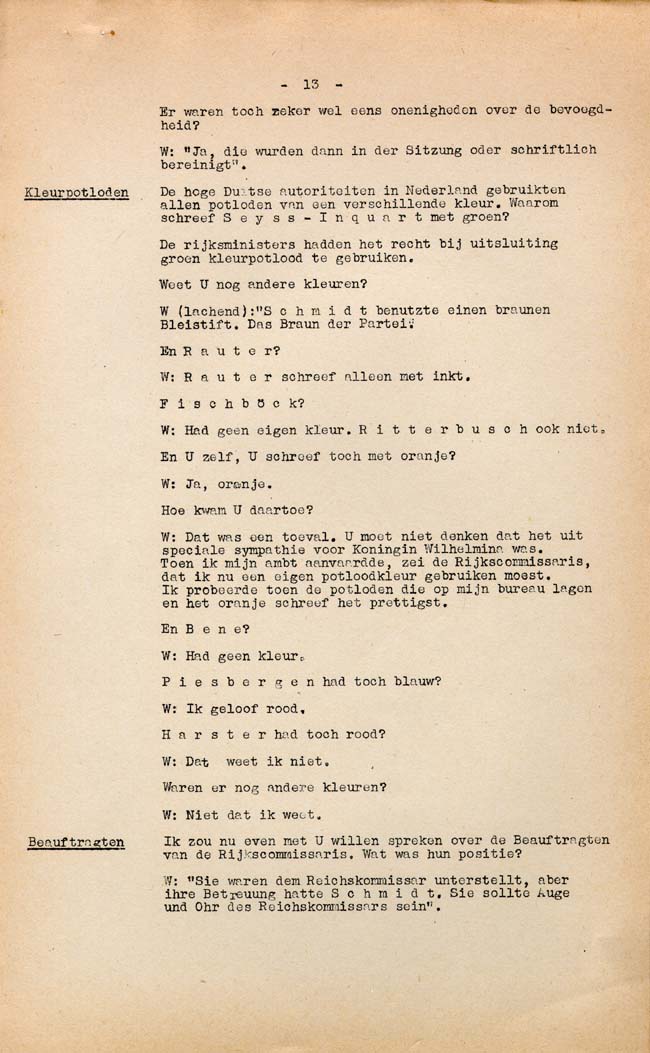 - 13 -
Er waren toch zeker wel eens onenigheden over de bevoegd-
heid?
W: "Ja, die wurden dann in der Sitzung oder schriftlich
bereinigt".
Kleurpotloden
De hoge Duitse autoriteiten in Nederland gebruikten
allen potloden van een verschillende kleur. Waarom
schreef S e y s s - I n q u a r t met groen?
De rijksministers hadden het recht bij uitsluiting
groen kleurpotlood te gebruiken.
Weet U nog andere kleuren?
W (lachend):"S c h m i d t benutzte einen braunen
Bleistift. Das Braun der Partei".
En R a u t e r?
W: R a u t e r schreef alleen met inkt.
F i s c h b ö c k?
W: Had geen eigen kleur. R i t t e r b u s c h ook niet.
En U zelf, U schreef toch met oranje?
W: Ja, oranje.
Hoe kwam U daartoe?
W: Dat was een toeval. U moet niet denken dat het uit
speciale sympathie voor Koningin Wilhelmina was.
Toen ik mijn ambt aanvaardde, zei de Rijkscommissaris,
dat ik nu een eigen potloodkleur gebruiken moest.
Ik probeerde toen de potloden die op mijn bureau lagen
en het oranje schreef het prettigst.
En B e n e?
W: Had geen kleur.
P i e s b e r g e n had toch blauw?
W: Ik geloof rood.
H a r s t e r had toch rood?
W: Dat weet ik niet.
Waren er nog andere kleuren?
W: Niet dat ik weet.
Beauftragten
Ik zou nu even met U willen spreken over de Beauftragten
van de Rijkscommissaris. Wat was hun positie?
W: "Sie waren dem Reichskommissar unterstellt, aber
ihre Betreuung hatte S c h m i d t. Sie sollte Auge
und Ohr des Reichskommissars sein".